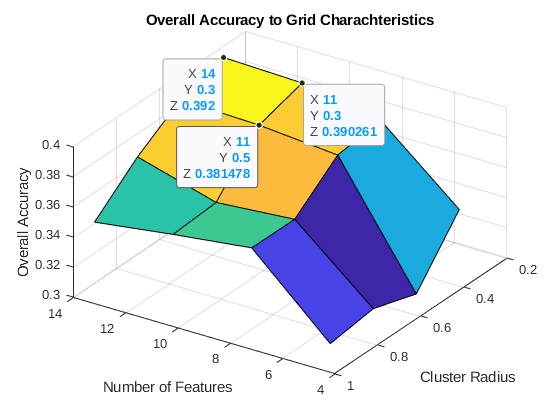 Overall Accuracy to Grid Charachteristics
X 14
Y 0.3
Z 0.392
X 11
Y 0.3
Z 0.390261
X 11
Y 0.5
Z 0.381478
Overall Accuracy
0.4
0.38
0.36
0.34
0.32
0.3
14
12
10
8
6
4
Number of Features
1
0.8
0.6
0.4
0.2
Cluster Radius